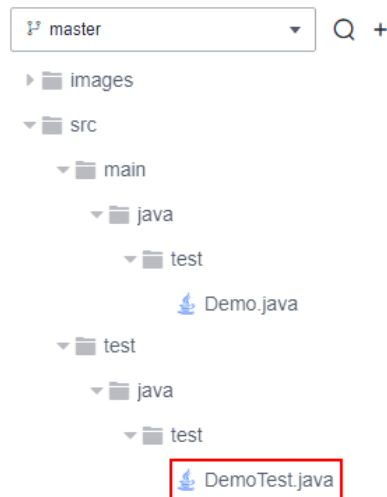 master
images
src
main
java
test
Demo.java
test
java
test
DemoTest.java